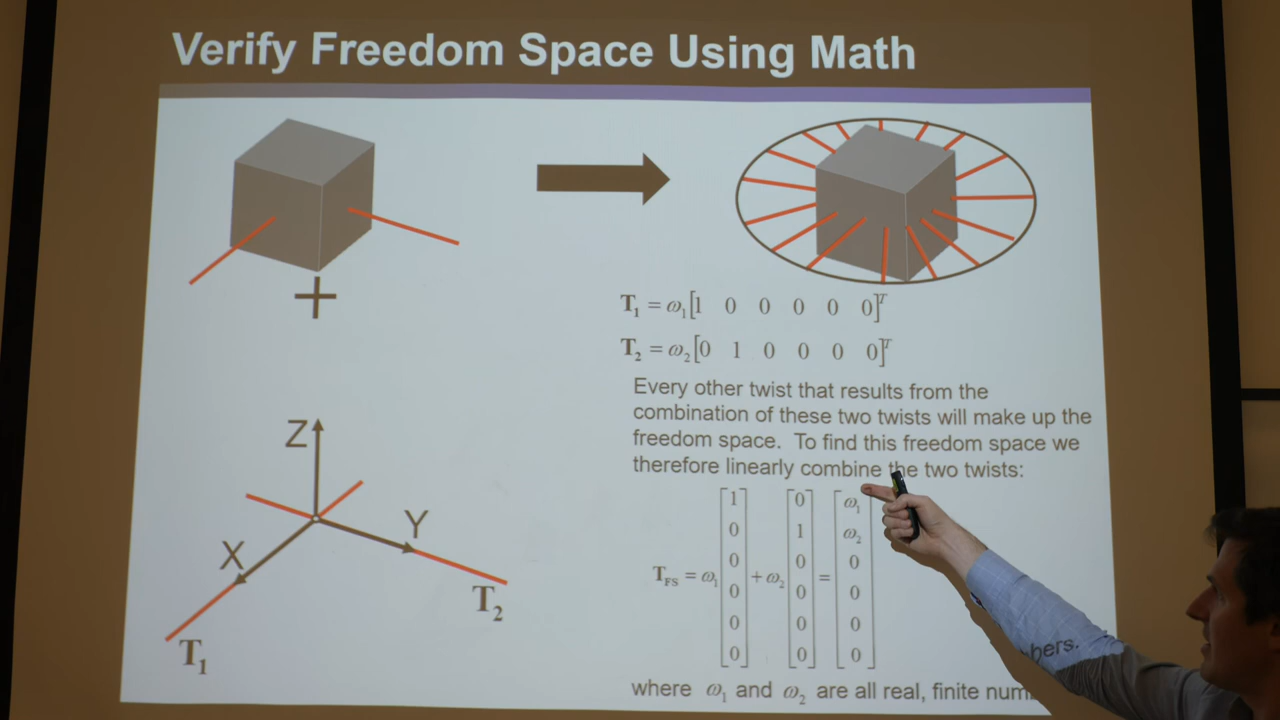 Verify Freedom Space Using Math
+
T₁ = ω₁[1 0 0 0 0 0]ᵀ
T₂ = ω₂[0 1 0 0 0 0]ᵀ
Every other twist that results from the
combination of these two twists will make up the
freedom space. To find this freedom space we
therefore linearly combine the two twists:
Z
Y
X
T₂
T₁
T_FS = ω₁[1 0 0 0 0 0] + ω₂[0 1 0 0 0 0] = [ω₁ ω₂ 0 0 0 0]
where ω₁ and ω₂ are all real, finite numbers.